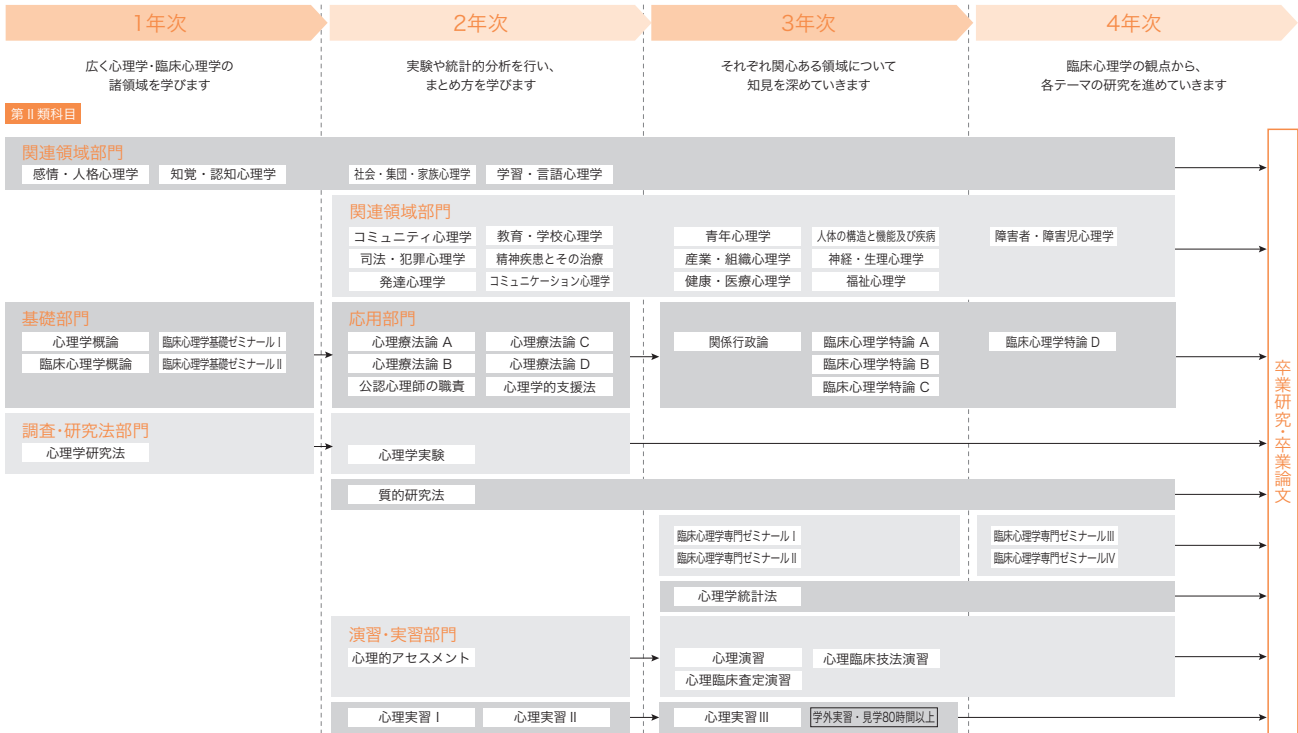 1年次
2年次
3年次
4年次
広く心理学・臨床心理学の
諸領域を学びます
実験や統計的分析を行い、
まとめ方を学びます
それぞれ関心ある領域について
知見を深めていきます
臨床心理学の観点から、
各テーマの研究を進めていきます
第Ⅱ類科目
関連領域部門
感情・人格心理学
知覚・認知心理学
社会・集団・家族心理学
学習・言語心理学
関連領域部門
コミュニティ心理学
教育・学校心理学
青年心理学
人体の構造と機能及び疾病
障害者・障害児心理学
司法・犯罪心理学
精神疾患とその治療
産業・組織心理学
神経・生理心理学
発達心理学
コミュニケーション心理学
健康・医療心理学
福祉心理学
基礎部門
心理学概論
臨床心理学基礎ゼミナールⅠ
臨床心理学概論
臨床心理学基礎ゼミナールⅡ
応用部門
心理療法論 A
心理療法論 C
心理療法論 B
心理療法論 D
公認心理師の職責
心理学的支援法
関係行政論
臨床心理学特論 A
臨床心理学特論 B
臨床心理学特論 C
臨床心理学特論 D
調査・研究法部門
心理学研究法
心理学実験
質的研究法
臨床心理学専門ゼミナールⅠ
臨床心理学専門ゼミナールⅡ
臨床心理学専門ゼミナールⅢ
臨床心理学専門ゼミナールⅣ
心理学統計法
演習・実習部門
心理的アセスメント
心理演習
心理臨床技法演習
心理臨床査定演習
心理実習Ⅰ
心理実習Ⅱ
心理実習Ⅲ
学外実習・見学80時間以上
卒業研究・卒業論文